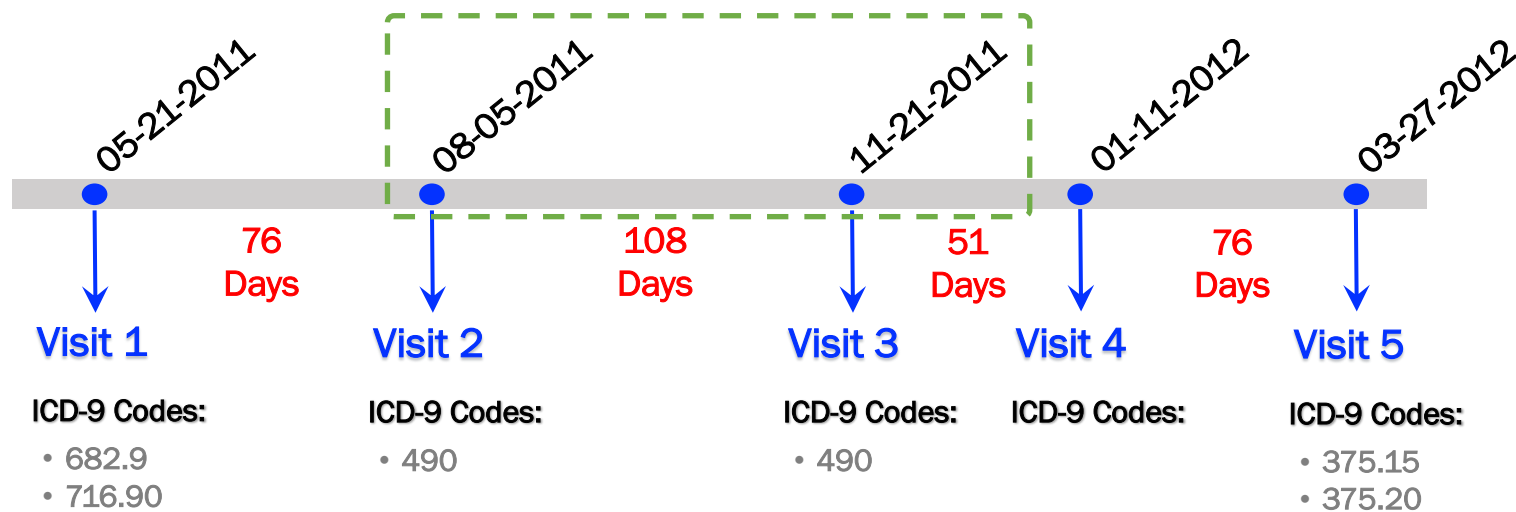 05-21-2011
08-05-2011
11-21-2011
01-11-2012
03-27-2012
76
Days
108
Days
51
Days
76
Days
Visit 1
Visit 2
Visit 3
Visit 4
Visit 5
ICD-9 Codes:
• 682.9
• 716.90
ICD-9 Codes:
• 490
ICD-9 Codes:
• 490
ICD-9 Codes:
ICD-9 Codes:
• 375.15
• 375.20